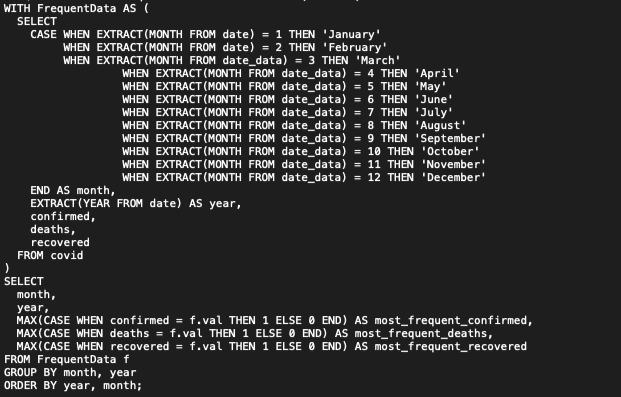 WITH FrequentData AS (
  SELECT
    CASE WHEN EXTRACT(MONTH FROM date) = 1 THEN 'January'
         WHEN EXTRACT(MONTH FROM date) = 2 THEN 'February'
         WHEN EXTRACT(MONTH FROM date_data) = 3 THEN 'March'
                  WHEN EXTRACT(MONTH FROM date_data) = 4 THEN 'April'
                  WHEN EXTRACT(MONTH FROM date_data) = 5 THEN 'May'
                  WHEN EXTRACT(MONTH FROM date_data) = 6 THEN 'June'
                  WHEN EXTRACT(MONTH FROM date_data) = 7 THEN 'July'
                  WHEN EXTRACT(MONTH FROM date_data) = 8 THEN 'August'
                  WHEN EXTRACT(MONTH FROM date_data) = 9 THEN 'September'
                  WHEN EXTRACT(MONTH FROM date_data) = 10 THEN 'October'
                  WHEN EXTRACT(MONTH FROM date_data) = 11 THEN 'November'
                  WHEN EXTRACT(MONTH FROM date_data) = 12 THEN 'December'
    END AS month,
    EXTRACT(YEAR FROM date) AS year,
    confirmed,
    deaths,
    recovered
  FROM covid
)
SELECT
  month,
  year,
  MAX(CASE WHEN confirmed = f.val THEN 1 ELSE 0 END) AS most_frequent_confirmed,
  MAX(CASE WHEN deaths = f.val THEN 1 ELSE 0 END) AS most_frequent_deaths,
  MAX(CASE WHEN recovered = f.val THEN 1 ELSE 0 END) AS most_frequent_recovered
FROM FrequentData f
GROUP BY month, year
ORDER BY year, month;